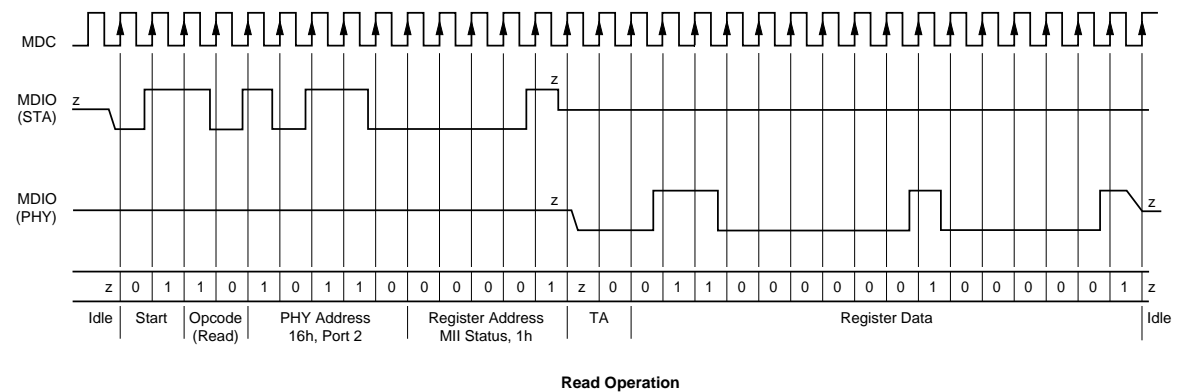 MDC
z
MDIO
(STA)
z
MDIO
(PHY)
z
z
z 0 1 1 0 1 0 1 1 0 0 0 0 0 1 z 0 0 1 1 0 0 0 0 0 0 1 0 0 0 0 0 1 z
Idle Start Opcode (Read) PHY Address 16h, Port 2 Register Address MII Status, 1h TA Register Data Idle
Read Operation